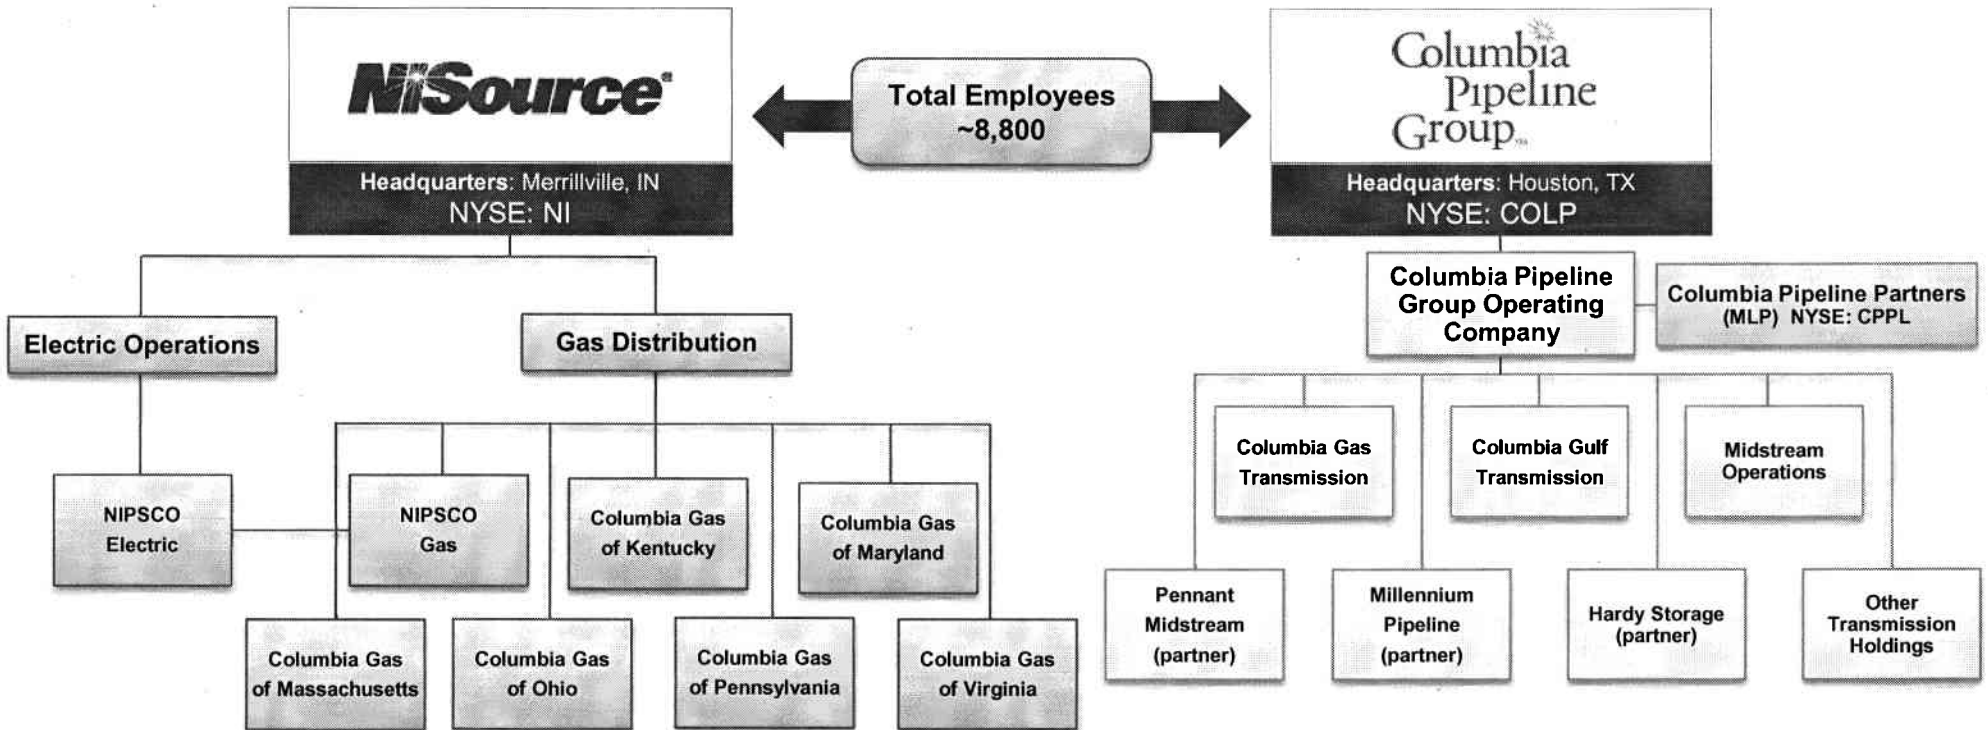 NiSource®
Headquarters: Merrillville, IN
NYSE: NI
Total Employees
~8,800
Columbia
Pipeline
Group
Headquarters: Houston, TX
NYSE: COLP
Electric Operations
Gas Distribution
NIPSCO
Electric
NIPSCO
Gas
Columbia Gas
of Kentucky
Columbia Gas
of Maryland
Columbia Gas
of Massachusetts
Columbia Gas
of Ohio
Columbia Gas
of Pennsylvania
Columbia Gas
of Virginia
Columbia Pipeline
Group Operating
Company
Columbia Pipeline Partners
(MLP) NYSE: CPPL
Columbia Gas
Transmission
Columbia Gulf
Transmission
Midstream
Operations
Pennant
Midstream
(partner)
Millennium
Pipeline
(partner)
Hardy Storage
(partner)
Other
Transmission
Holdings